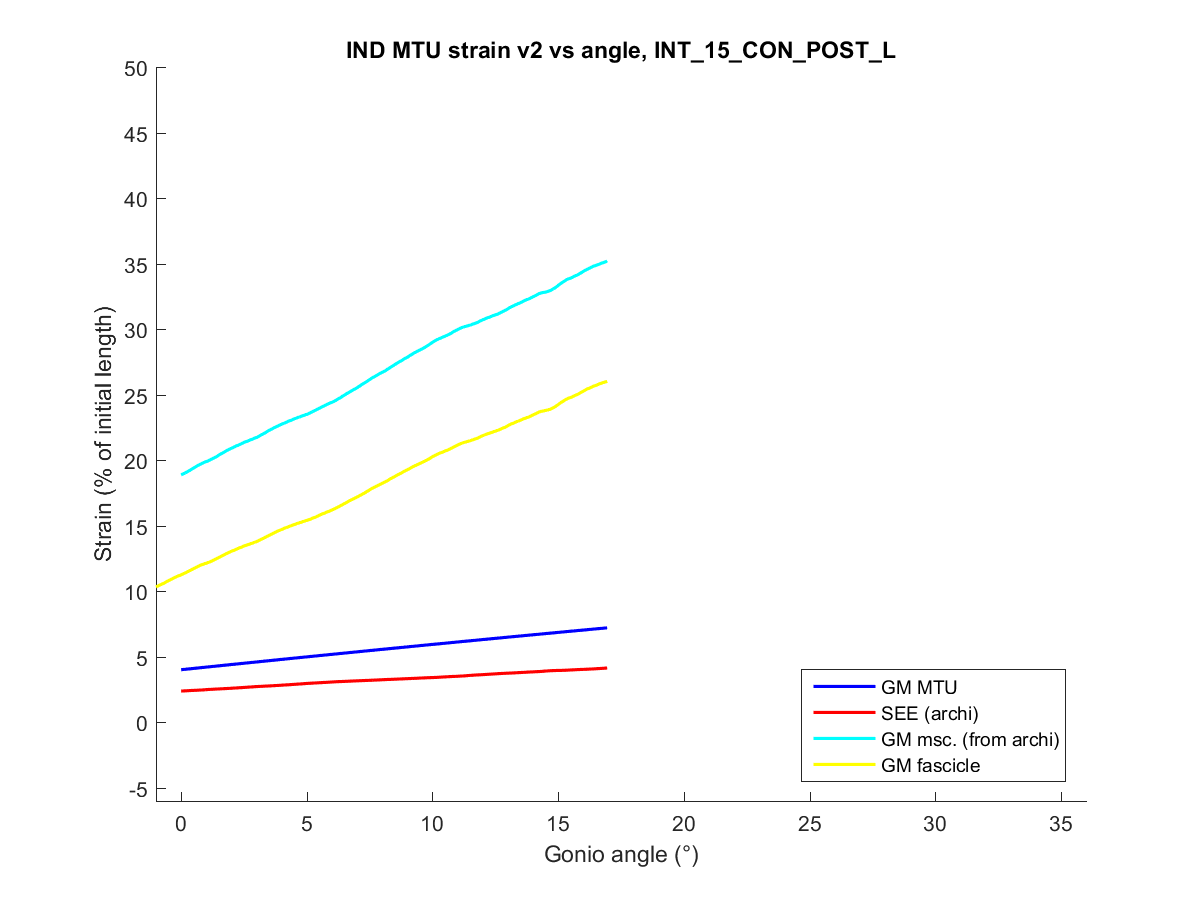 IND MTU strain v2 vs angle, INT_15_CON_POST_L
50
45
40
35
30
25
20
15
10
5
0
-5
Strain (% of initial length)
0 5 10 15 20 25 30 35
Gonio angle (°)
GM MTU
SEE (archi)
GM msc. (from archi)
GM fascicle